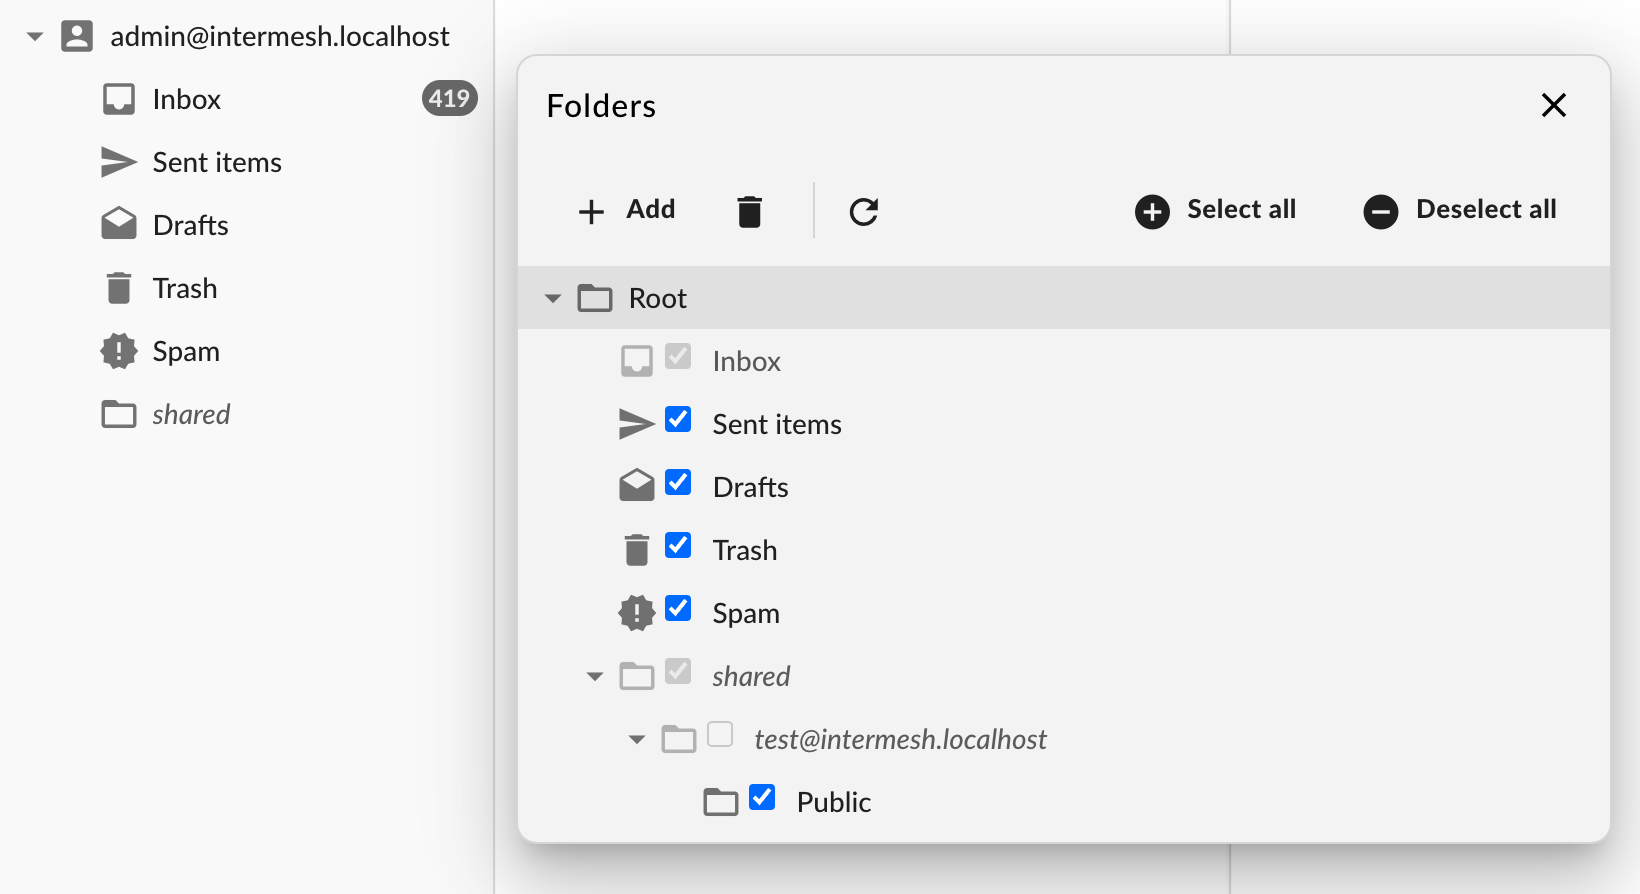 admin@intermesh.localhost
Inbox 419
Sent items
Drafts
Trash
Spam
shared
Folders
Add Select all Deselect all
Root
Inbox
Sent items
Drafts
Trash
Spam
shared
test@intermesh.localhost
Public